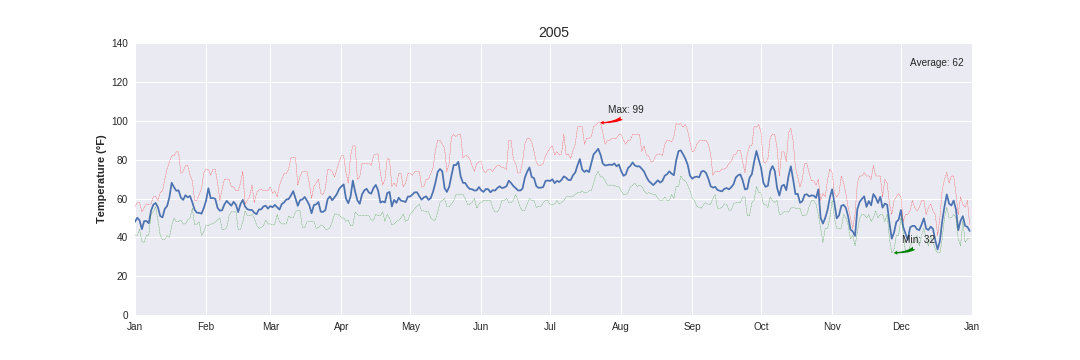 2005
140
Average: 62
120
Max: 99
100
80
60
40
Min: 32
20
0
Temperature (°F)
Jan Feb Mar Apr May Jun Jul Aug Sep Oct Nov Dec Jan